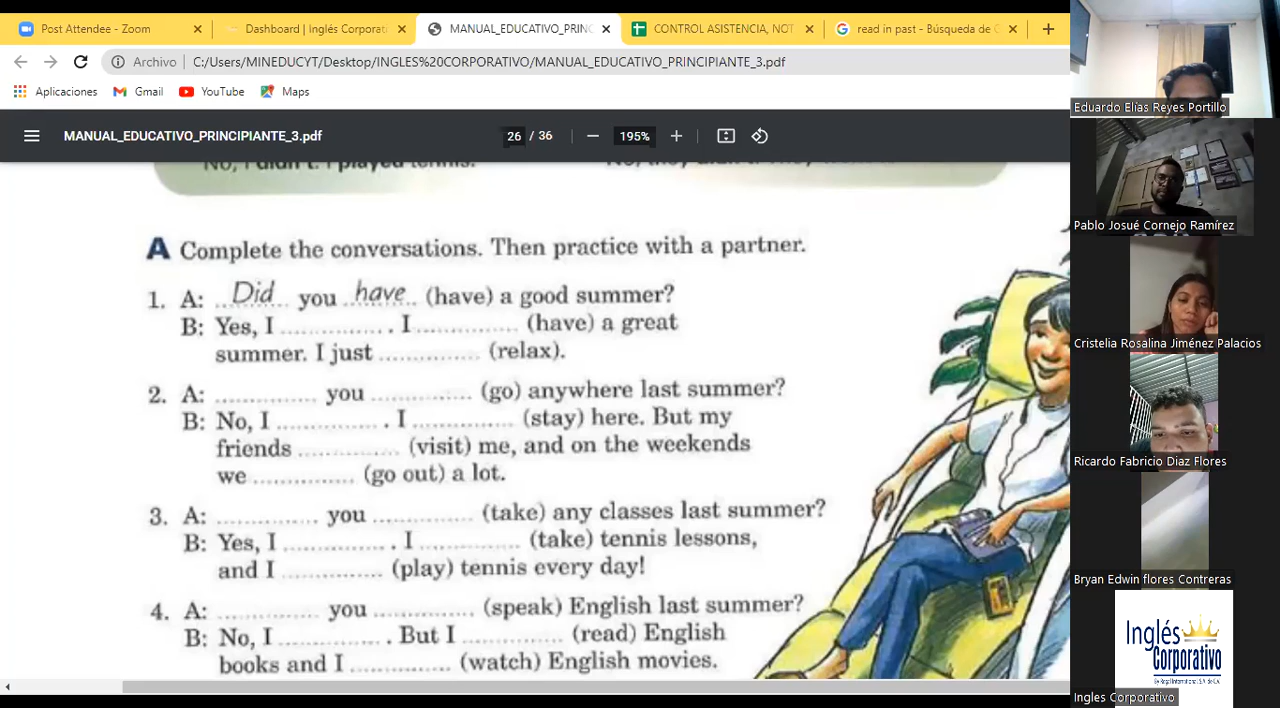 Post Attendee - Zoom
Dashboard | Inglés Corporati
MANUAL_EDUCATIVO_PRINC
CONTROL ASISTENCIA, NOT
read in past - Búsqueda de G
Archivo | C:/Users/MINEDUCYT/Desktop/INGLES%20CORPORATIVO/MANUAL_EDUCATIVO_PRINCIPIANTE_3.pdf
Aplicaciones Gmail YouTube Maps
MANUAL_EDUCATIVO_PRINCIPIANTE_3.pdf 26 / 36 195%
No, I didn't. I played tennis.
A Complete the conversations. Then practice with a partner.
1. A: Did you have (have) a good summer?
B: Yes, I ............... . I ............... (have) a great
summer. I just ............... (relax).
2. A: ............... you ............... (go) anywhere last summer?
B: No, I ............... . I ............... (stay) here. But my
friends ............... (visit) me, and on the weekends
we ............... (go out) a lot.
3. A: ............... you ............... (take) any classes last summer?
B: Yes, I ............... . I ............... (take) tennis lessons,
and I ............... (play) tennis every day!
4. A: ............... you ............... (speak) English last summer?
B: No, I ............... . But I ............... (read) English
books and I ............... (watch) English movies.
Eduardo Elías Reyes Portillo
Pablo Josué Cornejo Ramírez
Cristelia Rosalina Jiménez Palacios
Ricardo Fabricio Diaz Flores
Bryan Edwin flores Contreras
Inglés
Corporativo
Ingles Corporativo